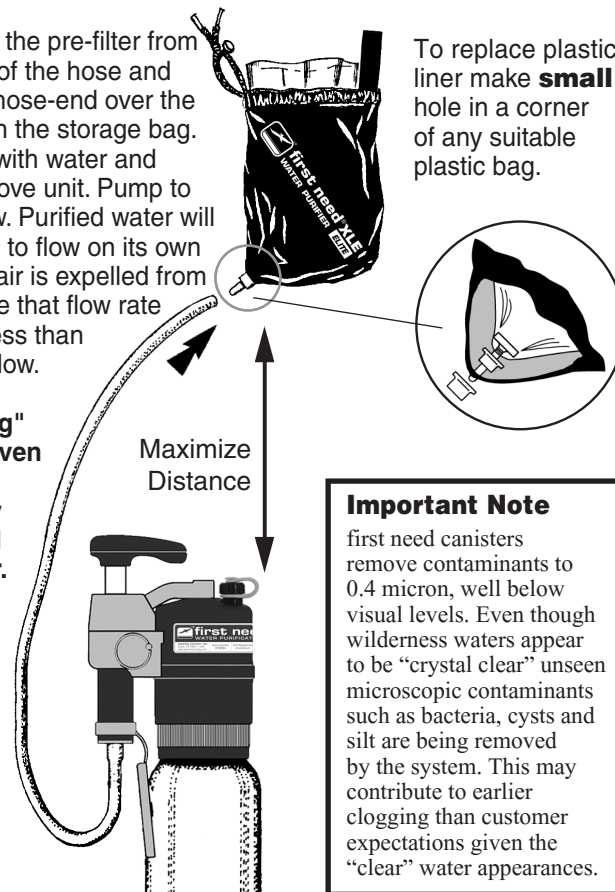 the pre-filter from
of the hose and
hose-end over the
the storage bag.
with water and
ove unit. Pump to
Purified water will
to flow on its own
air is expelled from
that flow rate
ess than
low.
g"
ven
Maximize
Distance
first need XLE
WATER PURIFIER
ELITE
To replace plastic
liner make small
hole in a corner
of any suitable
plastic bag.
first nee
WATER PURIFICAT
Important Note
first need canisters
remove contaminants to
0.4 micron, well below
visual levels. Even though
wilderness waters appear
to be “crystal clear” unseen
microscopic contaminants
such as bacteria, cysts and
silt are being removed
by the system. This may
contribute to earlier
clogging than customer
expectations given the
“clear” water appearances.